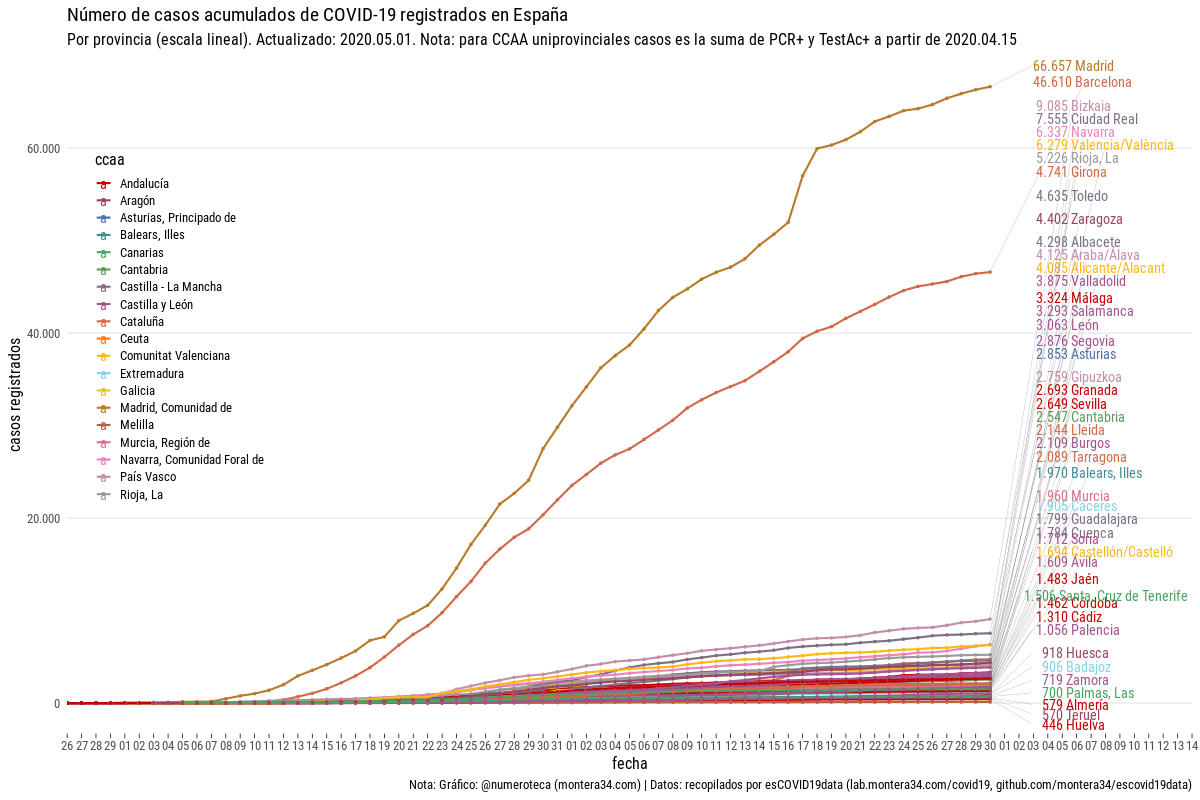 Número de casos acumulados de COVID-19 registrados en España
Por provincia (escala lineal). Actualizado: 2020.05.01. Nota: para CCAA uniprovinciales casos es la suma de PCR+ y TestAc+ a partir de 2020.04.15
66.657 Madrid
46.610 Barcelona
9.085 Bizkaia
7.555 Ciudad Real
6.337 Navarra
6.279 Valencia/València
5.226 Rioja, La
4.741 Girona
4.635 Toledo
4.402 Zaragoza
4.298 Albacete
4.125 Araba/Álava
4.085 Alicante/Alacant
3.875 Valladolid
3.324 Málaga
3.293 Salamanca
3.063 León
2.876 Segovia
2.853 Asturias
2.759 Gipuzkoa
2.693 Granada
2.649 Sevilla
2.547 Cantabria
2.144 Lleida
2.109 Burgos
2.089 Tarragona
1.970 Balears, Illes
1.960 Murcia
1.905 Cáceres
1.799 Guadalajara
1.784 Cuenca
1.712 Soria
1.694 Castellón/Castelló
1.609 Ávila
1.483 Jaén
1.506 Santa. Cruz de Tenerife
1.462 Córdoba
1.310 Cádiz
1.056 Palencia
918 Huesca
906 Badajoz
719 Zamora
700 Palmas, Las
579 Almería
570 Teruel
446 Huelva
60.000
40.000
20.000
0
casos registrados
ccaa
Andalucía
Aragón
Asturias, Principado de
Balears, Illes
Canarias
Cantabria
Castilla - La Mancha
Castilla y León
Cataluña
Ceuta
Comunitat Valenciana
Extremadura
Galicia
Madrid, Comunidad de
Melilla
Murcia, Región de
Navarra, Comunidad Foral de
País Vasco
Rioja, La
26 27 28 29 01 02 03 04 05 06 07 08 09 10 11 12 13 14 15 16 17 18 19 20 21 22 23 24 25 26 27 28 29 30 31 01 02 03 04 05 06 07 08 09 10 11 12 13 14 15 16 17 18 19 20 21 22 23 24 25 26 27 28 29 30 01 02 03 04 05 06 07 08 09 10 11 12 13 14
fecha
Nota: Gráfico: @numeroteca (montera34.com) | Datos: recopilados por esCOVID19data (lab.montera34.com/covid19, github.com/montera34/escovid19data)